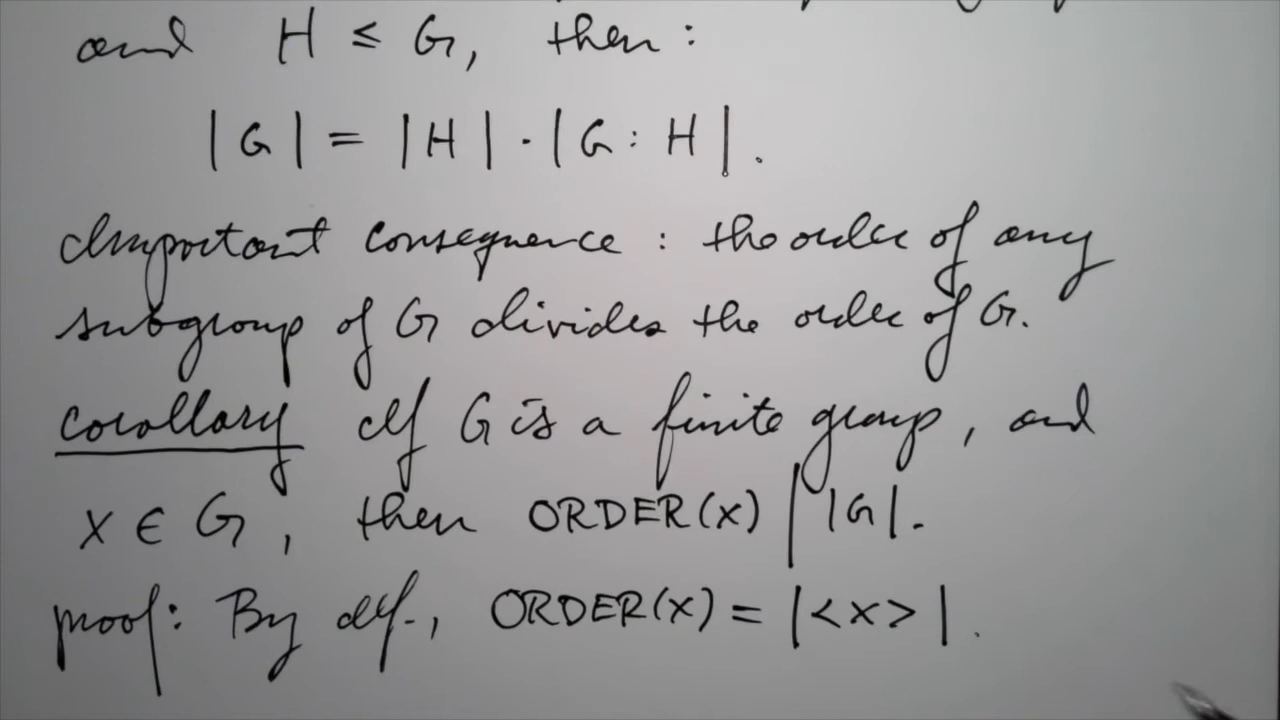 and H ≤ G, then:
|G| = |H| · |G : H|.
Important consequence : the order of any
subgroup of G divides the order of G.
corollary If G is a finite group, and
x ∈ G, then ORDER(x) | |G|.
proof: By def., ORDER(x) = |<x>|.